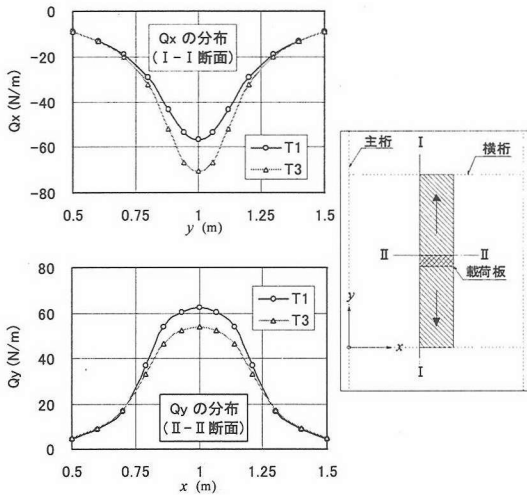 0
-20
-40
-60
-80
Qx (N/m)
Qx の分布
(I-I 断面)
T1
T3
0.5 0.75 1 1.25 1.5
y (m)
80
60
40
20
0
Qy (N/m)
T1
T3
Qy の分布
(Ⅱ-Ⅱ断面)
0.5 0.75 1 1.25 1.5
x (m)
主桁
I
横桁
Ⅱ Ⅱ
載荷板
y
x
I